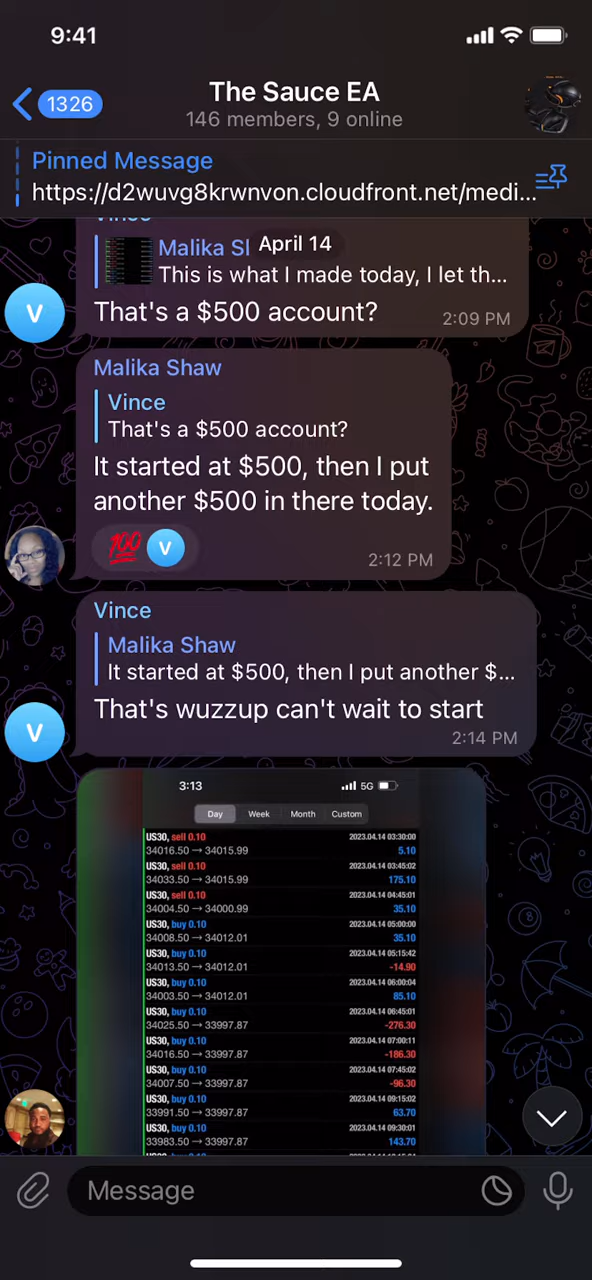 9:41
1326
The Sauce EA
146 members, 9 online
Pinned Message
https://d2wuvg8krwnvon.cloudfront.net/medi...
Vince
Malika Sl
April 14
This is what I made today, I let th...
That's a $500 account?
2:09 PM
V
Malika Shaw
Vince
That's a $500 account?
It started at $500, then I put
another $500 in there today.
💯 V
2:12 PM
Vince
Malika Shaw
It started at $500, then I put another $...
That's wuzzup can't wait to start
2:14 PM
V
3:13
5G
Day Week Month Custom
US30, sell 0.10 2023.04.14 03:30:00
34016.50 → 34015.99 5.10
US30, sell 0.10 2023.04.14 03:45:02
34033.50 → 34015.99 175.10
US30, sell 0.10 2023.04.14 04:45:01
34004.50 → 34000.99 35.10
US30, buy 0.10 2023.04.14 05:00:00
34008.50 → 34012.01 35.10
US30, buy 0.10 2023.04.14 05:15:42
34013.50 → 34012.01 -14.90
US30, buy 0.10 2023.04.14 06:00:04
34003.50 → 34012.01 85.10
US30, buy 0.10 2023.04.14 06:45:01
34025.50 → 33997.87 -276.30
US30, buy 0.10 2023.04.14 07:00:11
34016.50 → 33997.87 -186.30
US30, buy 0.10 2023.04.14 07:45:02
34007.50 → 33997.87 -96.30
US30, buy 0.10 2023.04.14 09:15:02
33991.50 → 33997.87 63.70
US30, buy 0.10 2023.04.14 09:30:01
33983.50 → 33997.87 143.70
Message